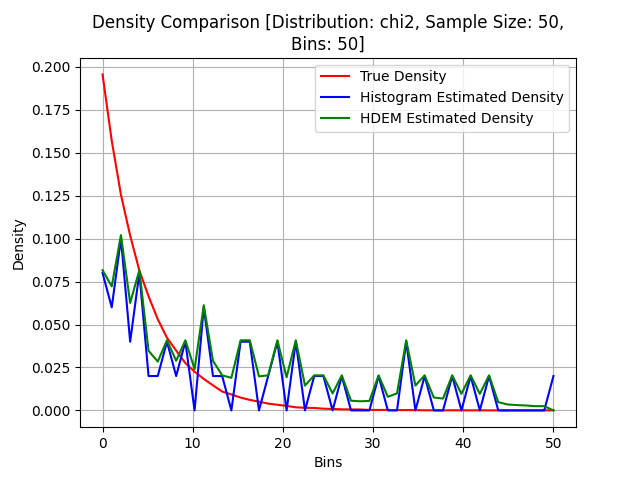 Density Comparison [Distribution: chi2, Sample Size: 50,
Bins: 50]
True Density
Histogram Estimated Density
HDEM Estimated Density
Density
0.200
0.175
0.150
0.125
0.100
0.075
0.050
0.025
0.000
0 10 20 30 40 50
Bins